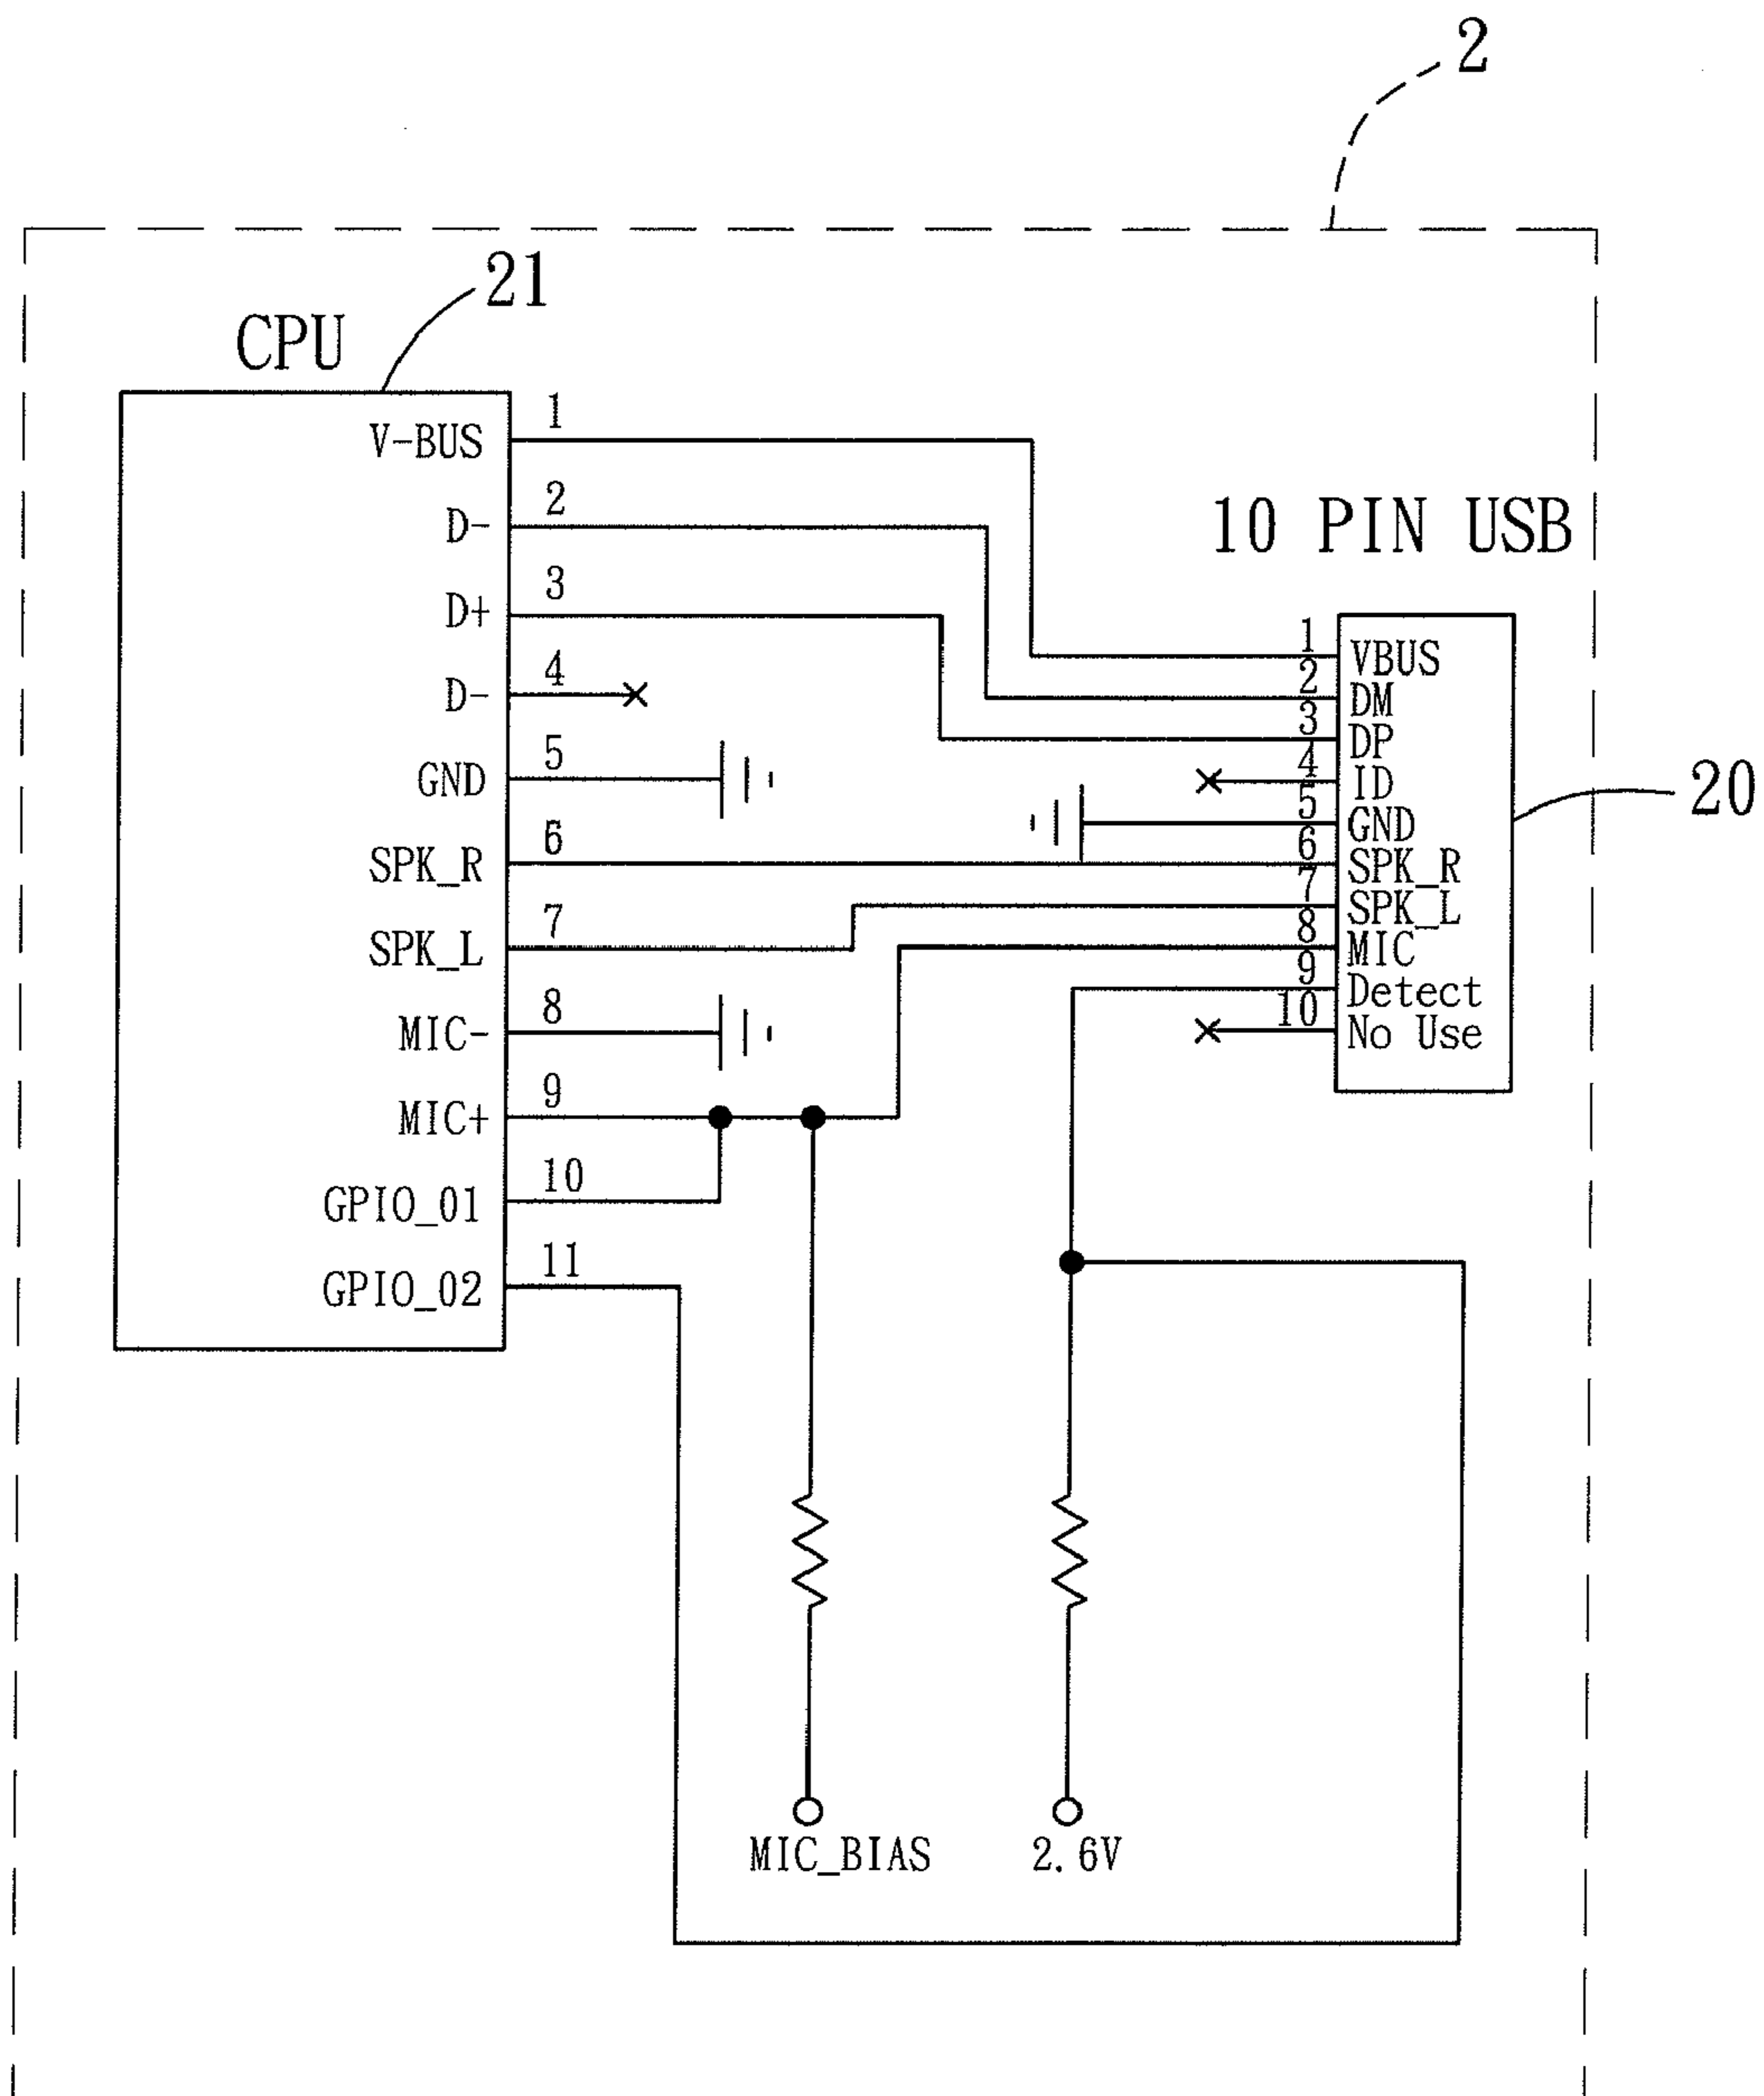 2
21
CPU
V-BUS 1
D- 2
D+ 3
D- 4
GND 5
SPK_R 6
SPK_L 7
MIC- 8
MIC+ 9
GPIO_01 10
GPIO_02 11
10 PIN USB
1 VBUS
2 DM
3 DP
4 ID
5 GND
6 SPK_R
7 SPK_L
8 MIC
9 Detect
10 No Use
20
MIC_BIAS
2.6V